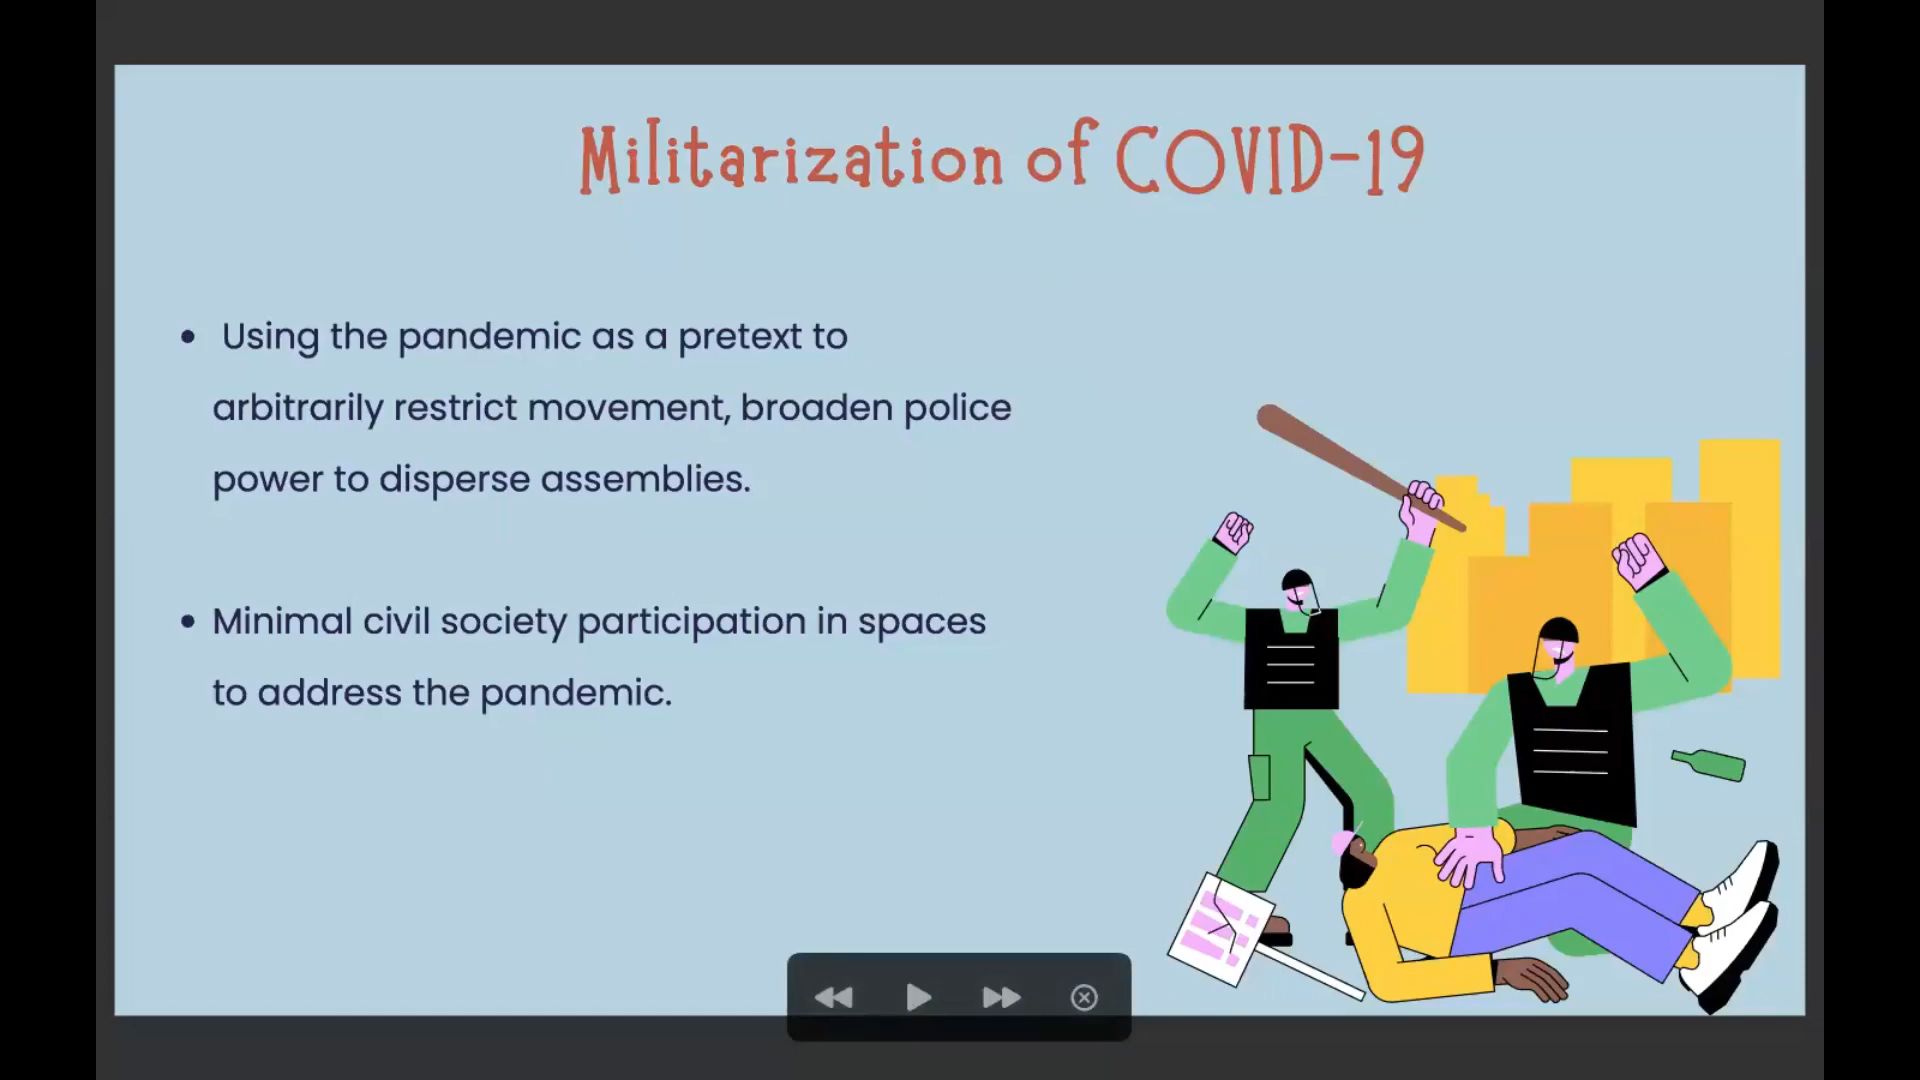 Militarization of COVID-19
• Using the pandemic as a pretext to
arbitrarily restrict movement, broaden police
power to disperse assemblies.
• Minimal civil society participation in spaces
to address the pandemic.